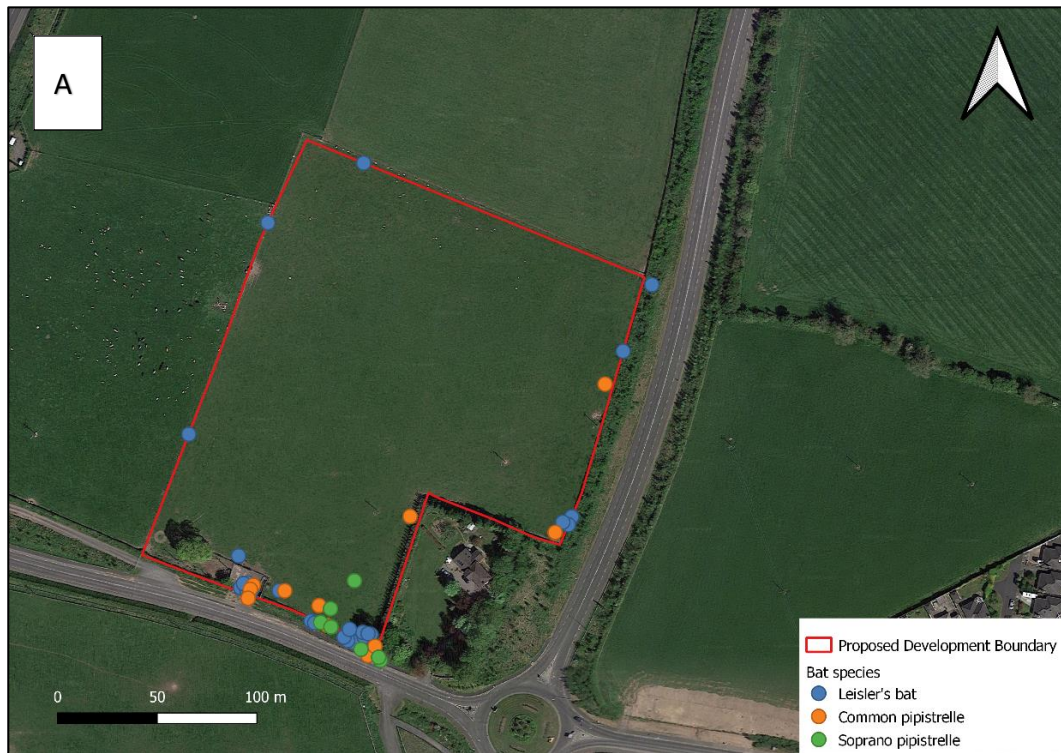 A
0 50 100 m
Proposed Development Boundary
Bat species
Leisler's bat
Common pipistrelle
Soprano pipistrelle